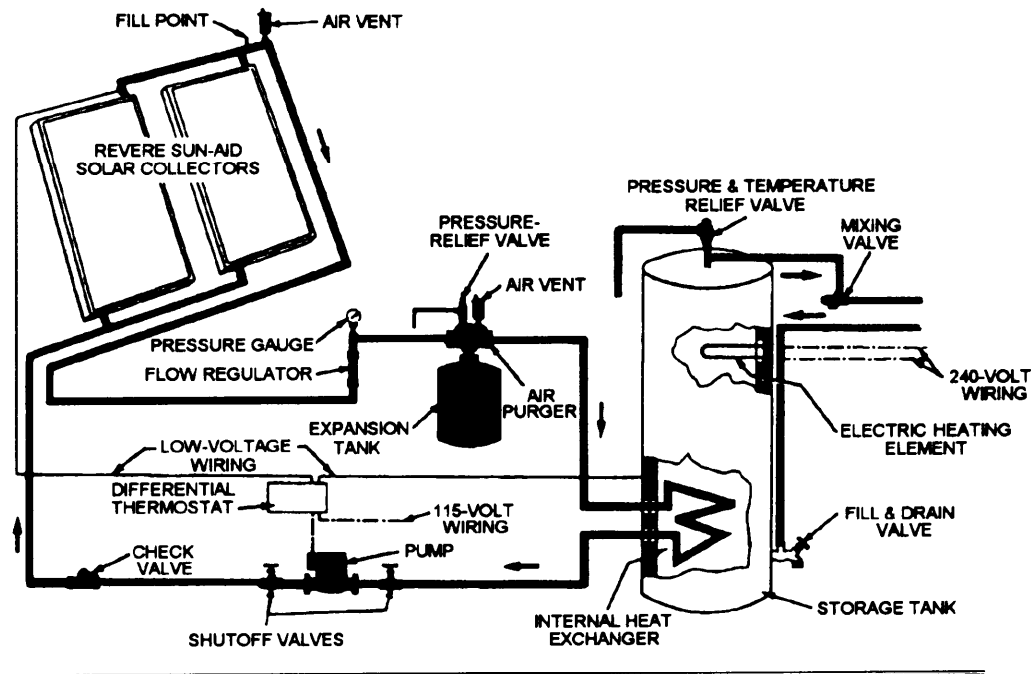 FILL POINT
AIR VENT
REVERE SUN-AID
SOLAR COLLECTORS
PRESSURE & TEMPERATURE
RELIEF VALVE
MIXING
VALVE
PRESSURE-
RELIEF VALVE
AIR VENT
PRESSURE GAUGE
FLOW REGULATOR
EXPANSION
TANK
AIR
PURGER
240-VOLT
WIRING
ELECTRIC HEATING
ELEMENT
LOW-VOLTAGE
WIRING
DIFFERENTIAL
THERMOSTAT
115-VOLT
WIRING
FILL & DRAIN
VALVE
CHECK
VALVE
PUMP
SHUTOFF VALVES
INTERNAL HEAT
EXCHANGER
STORAGE TANK